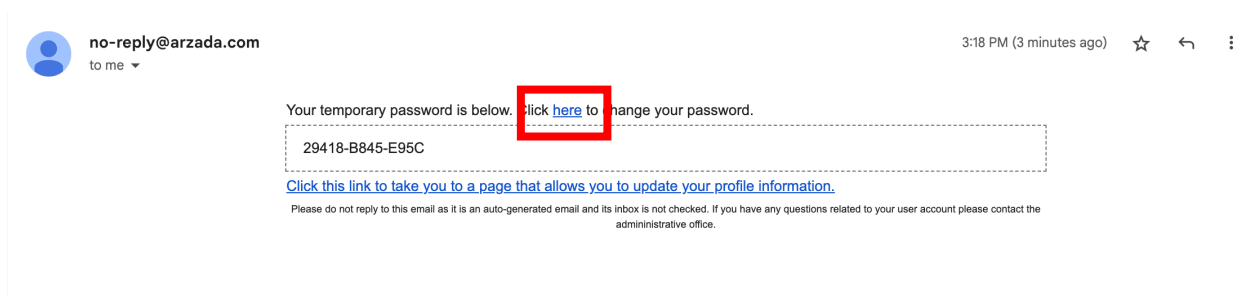 no-reply@arzada.com
3:18 PM (3 minutes ago)
to me
Your temporary password is below. Click here to change your password.
29418-B845-E95C
Click this link to take you to a page that allows you to update your profile information.
Please do not reply to this email as it is an auto-generated email and its inbox is not checked. If you have any questions related to your user account please contact the
admininistrative office.